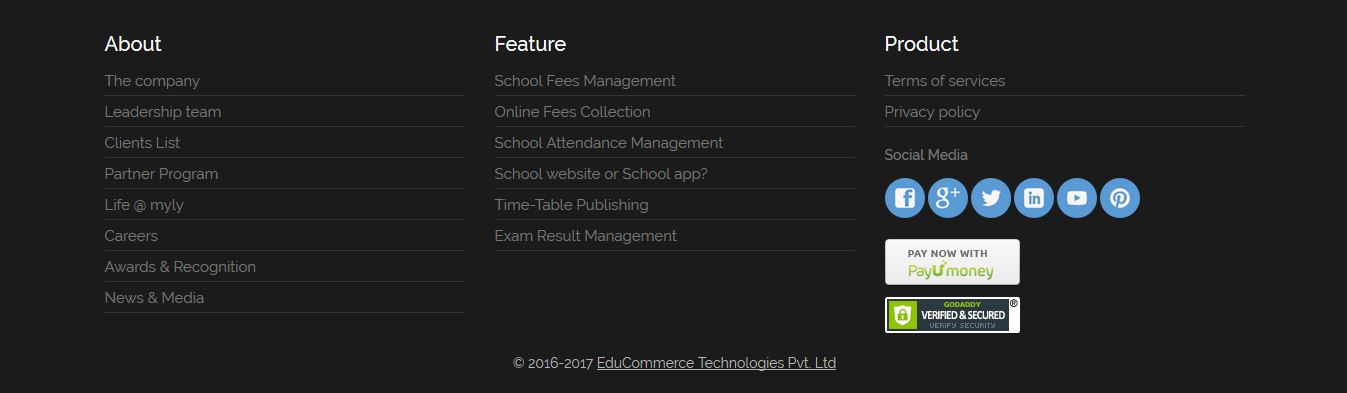 About
The company
Leadership team
Clients List
Partner Program
Life @ myly
Careers
Awards & Recognition
News & Media
Feature
School Fees Management
Online Fees Collection
School Attendance Management
School website or School app?
Time-Table Publishing
Exam Result Management
Product
Terms of services
Privacy policy
Social Media
PAY NOW WITH
PayUmoney
GODADDY
VERIFIED & SECURED
VERIFY SECURITY
© 2016-2017 EduCommerce Technologies Pvt. Ltd